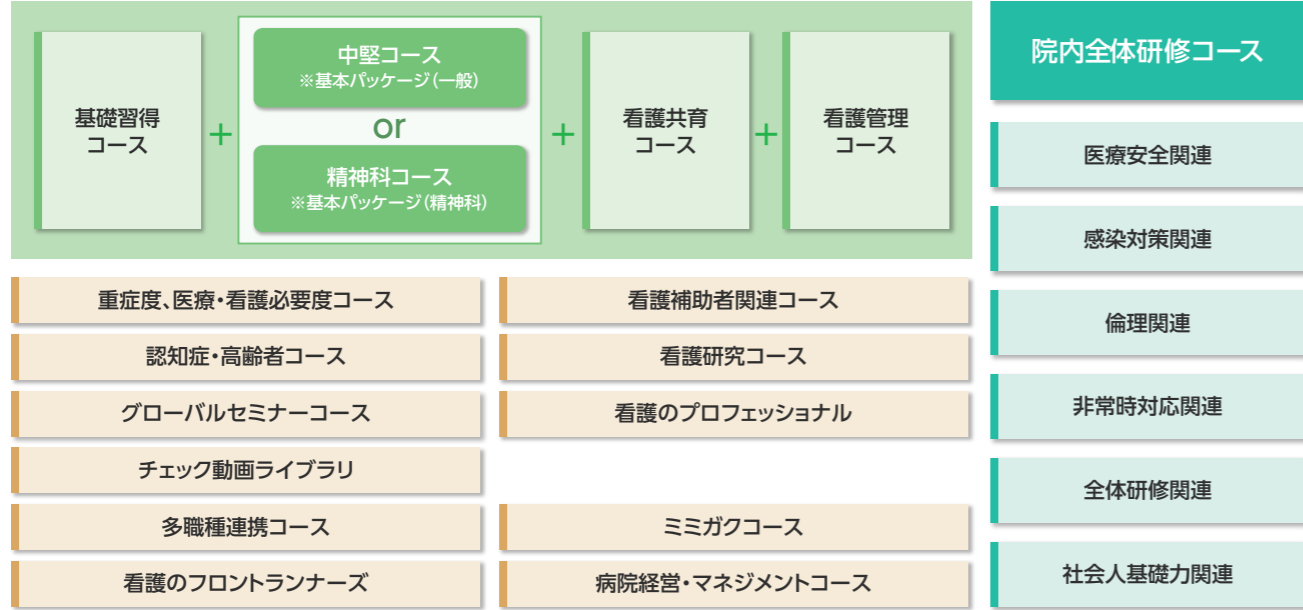 基礎習得
コース
+
中堅コース
※基本パッケージ(一般)
or
精神科コース
※基本パッケージ(精神科)
+
看護共育
コース
+
看護管理
コース
重症度、医療・看護必要度コース
看護補助者関連コース
認知症・高齢者コース
看護研究コース
グローバルセミナーコース
看護のプロフェッショナル
チェック動画ライブラリ
多職種連携コース
ミミガクコース
看護のフロントランナーズ
病院経営・マネジメントコース
院内全体研修コース
医療安全関連
感染対策関連
倫理関連
非常時対応関連
全体研修関連
社会人基礎力関連